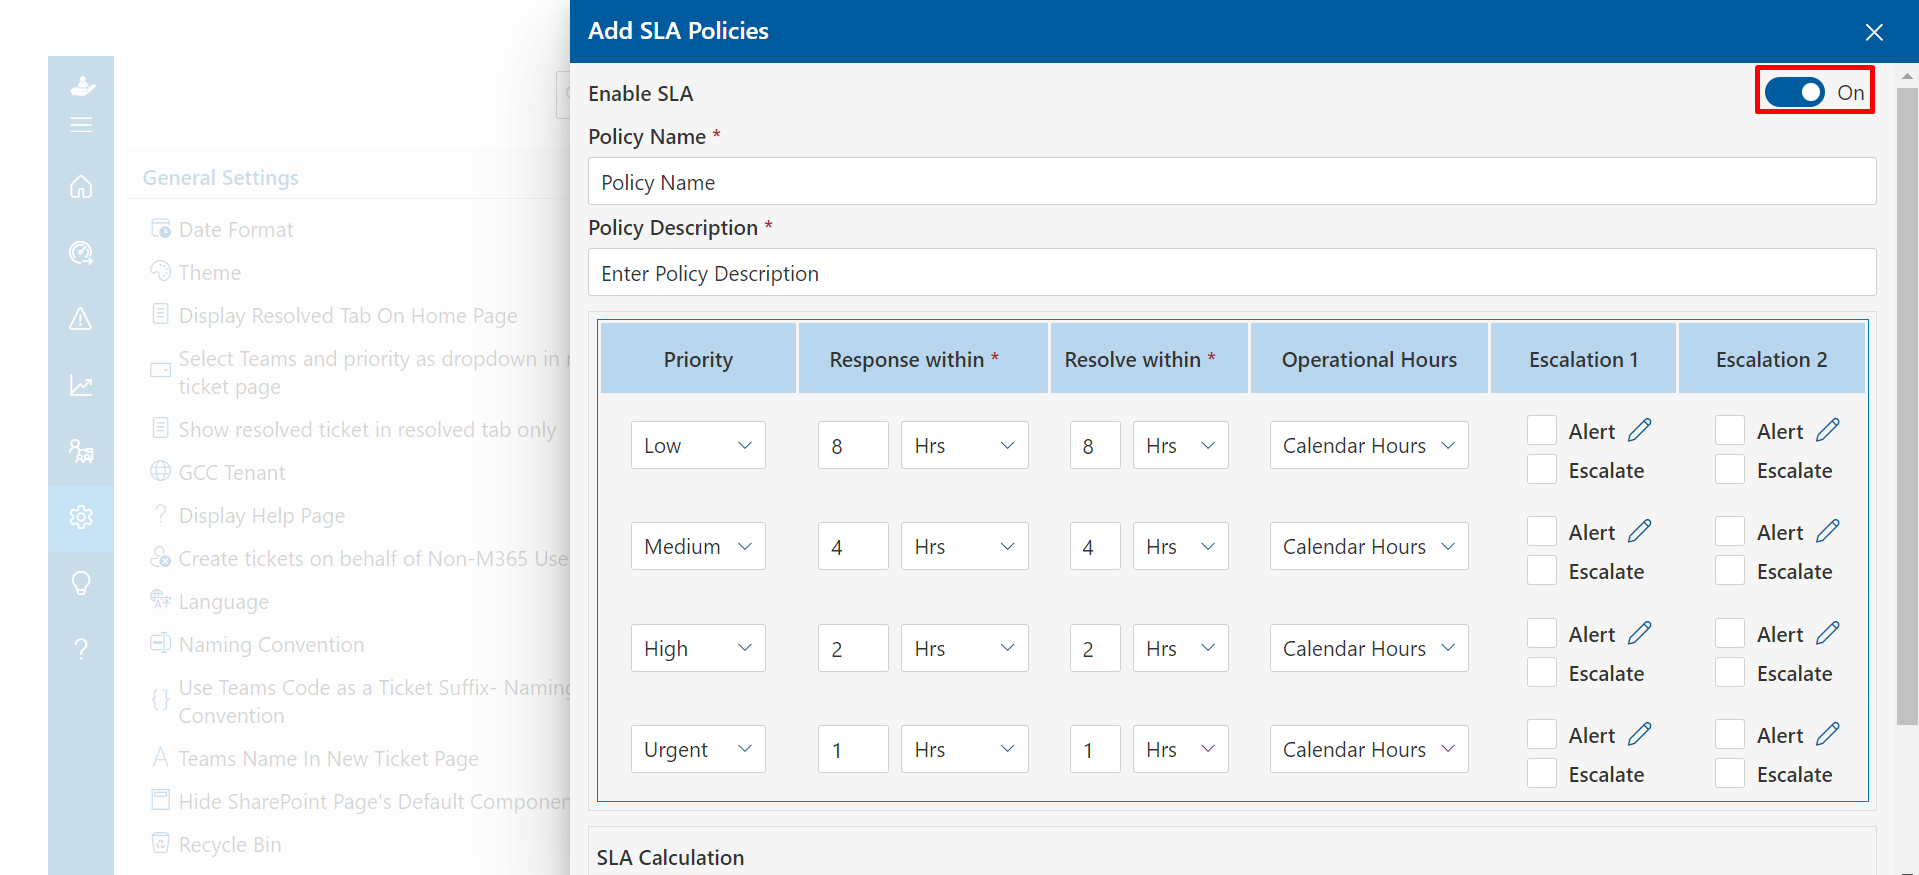 Add SLA Policies
Enable SLA
On
Policy Name *
Policy Name
Policy Description *
Enter Policy Description
Priority Response within * Resolve within * Operational Hours Escalation 1 Escalation 2
Low 8 Hrs 8 Hrs Calendar Hours Alert Alert
Escalate Escalate
Medium 4 Hrs 4 Hrs Calendar Hours Alert Alert
Escalate Escalate
High 2 Hrs 2 Hrs Calendar Hours Alert Alert
Escalate Escalate
Urgent 1 Hrs 1 Hrs Calendar Hours Alert Alert
Escalate Escalate
SLA Calculation
General Settings
Date Format
Theme
Display Resolved Tab On Home Page
Select Teams and priority as dropdown in
ticket page
Show resolved ticket in resolved tab only
GCC Tenant
Display Help Page
Create tickets on behalf of Non-M365 Use
Language
Naming Convention
Use Teams Code as a Ticket Suffix- Naming
Convention
Teams Name In New Ticket Page
Hide SharePoint Page's Default Componen
Recycle Bin